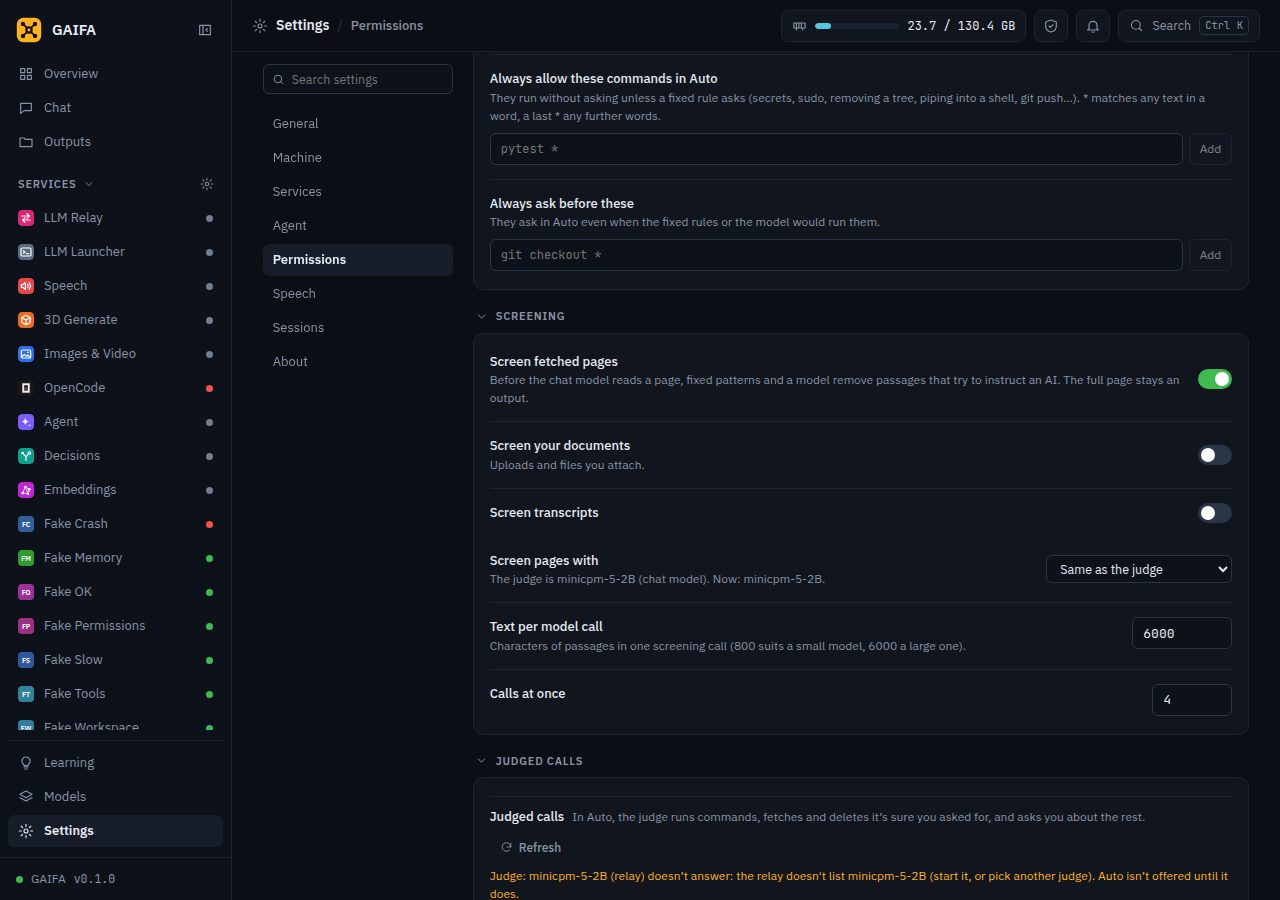 GAIFA
Overview
Chat
Outputs
SERVICES
LLM Relay
LLM Launcher
Speech
3D Generate
Images & Video
OpenCode
Agent
Decisions
Embeddings
FC Fake Crash
FM Fake Memory
FO Fake OK
FP Fake Permissions
FS Fake Slow
FT Fake Tools
FW Fake Workspace
Learning
Models
Settings
GAIFA v0.1.0
Settings / Permissions
23.7 / 130.4 GB
Search Ctrl K
Search settings
General
Machine
Services
Agent
Permissions
Speech
Sessions
About
Always allow these commands in Auto
They run without asking unless a fixed rule asks (secrets, sudo, removing a tree, piping into a shell, git push…). * matches any text in a
word, a last * any further words.
pytest *
Add
Always ask before these
They ask in Auto even when the fixed rules or the model would run them.
git checkout *
Add
SCREENING
Screen fetched pages
Before the chat model reads a page, fixed patterns and a model remove passages that try to instruct an AI. The full page stays an
output.
Screen your documents
Uploads and files you attach.
Screen transcripts
Screen pages with
The judge is minicpm-5-2B (chat model). Now: minicpm-5-2B.
Same as the judge
Text per model call
Characters of passages in one screening call (800 suits a small model, 6000 a large one).
6000
Calls at once
4
JUDGED CALLS
Judged calls In Auto, the judge runs commands, fetches and deletes it's sure you asked for, and asks you about the rest.
Refresh
Judge: minicpm-5-2B (relay) doesn't answer: the relay doesn't list minicpm-5-2B (start it, or pick another judge). Auto isn't offered until it
does.